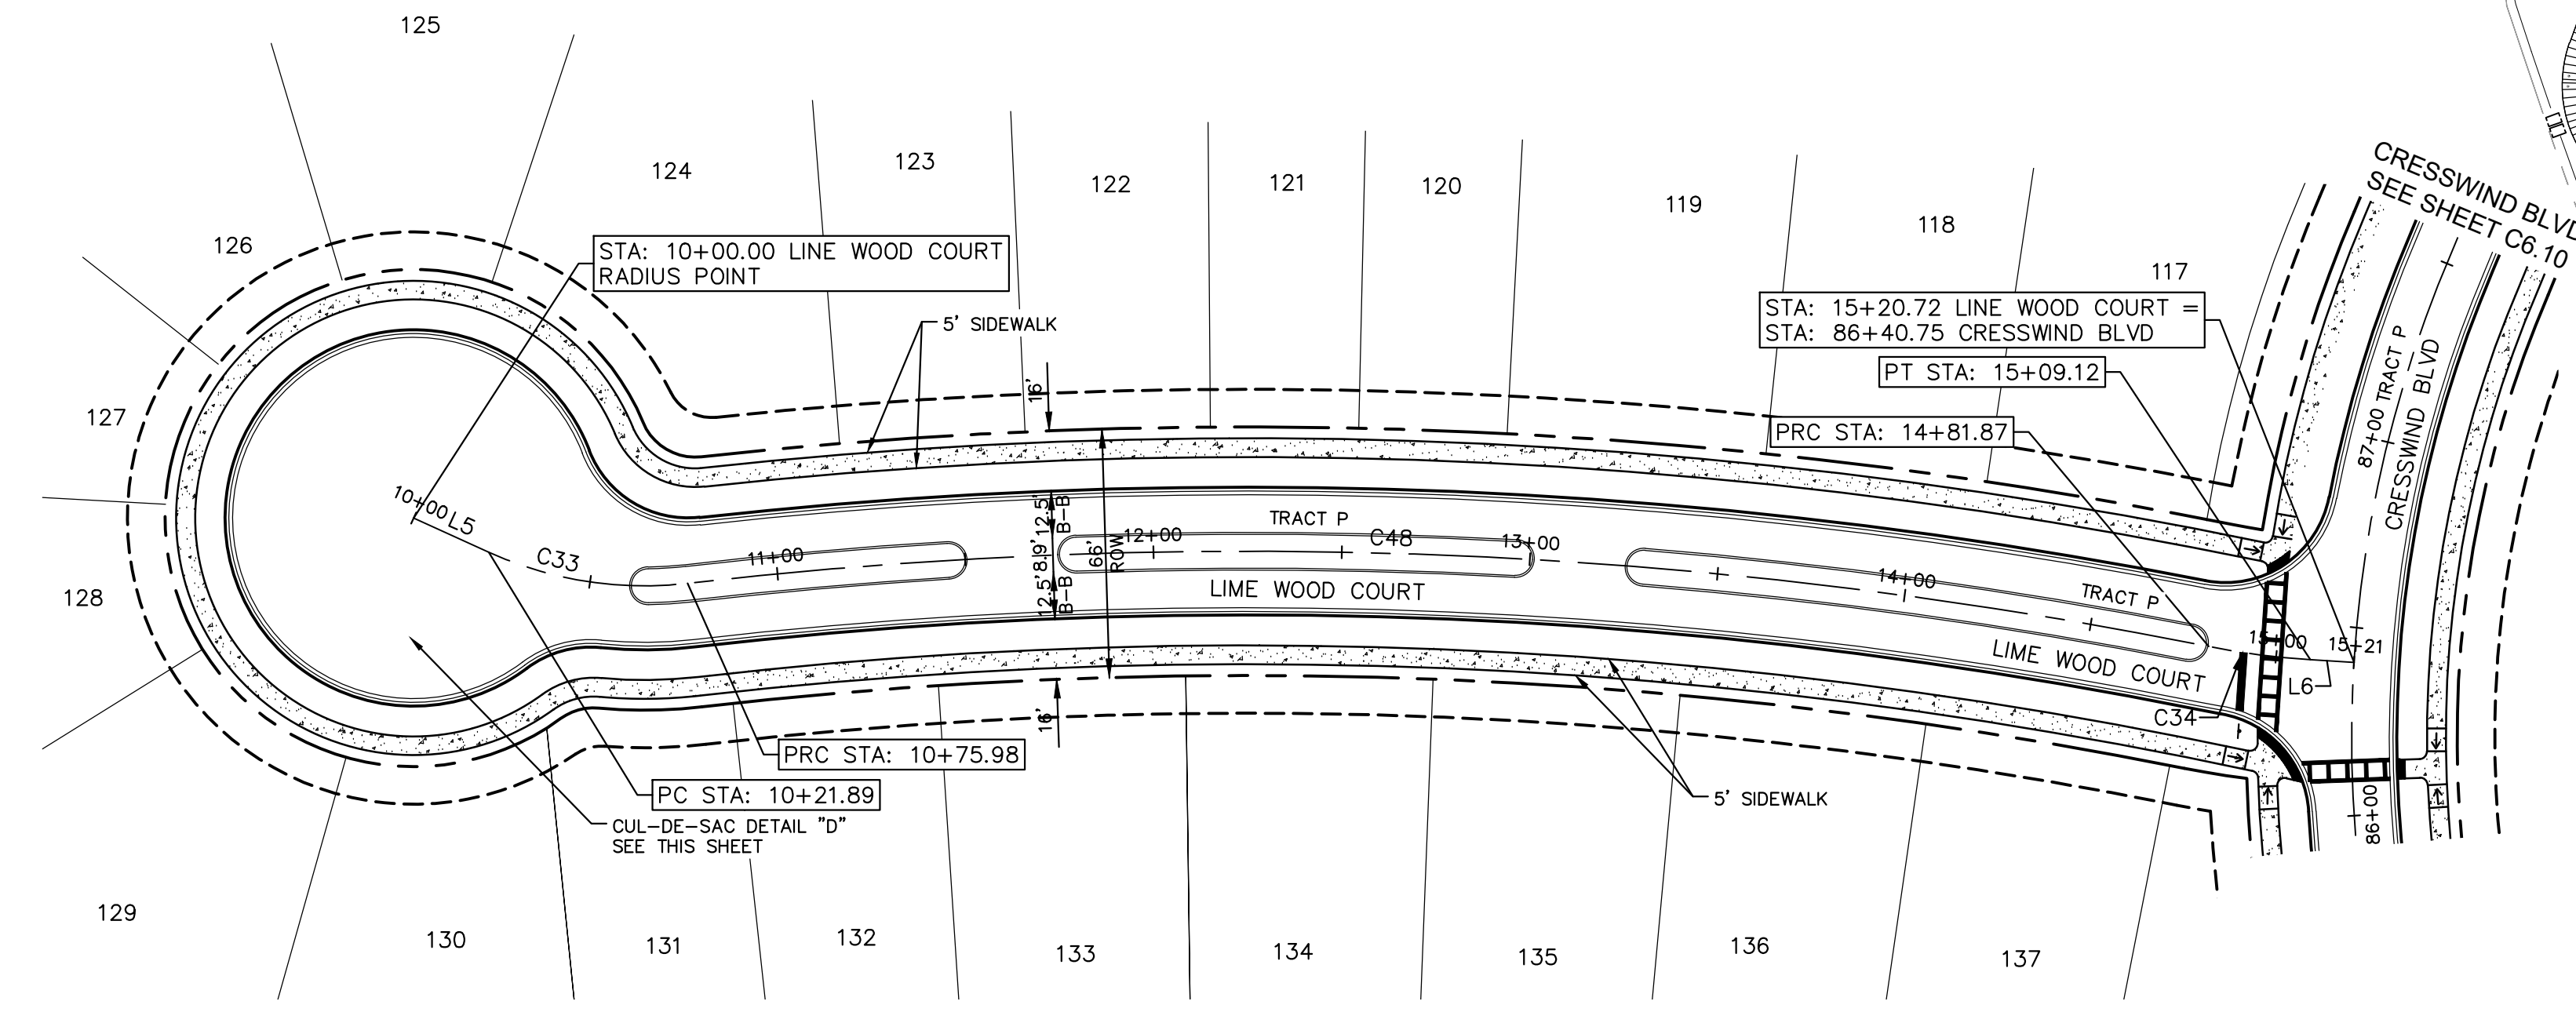 125
124
123
122
121
120
119
118
117
126
127
128
129
130
131
132
133
134
135
136
137
CRESSWIND BLVD
SEE SHEET C6.10
STA: 10+00.00 LINE WOOD COURT
RADIUS POINT
5' SIDEWALK
STA: 15+20.72 LINE WOOD COURT =
STA: 86+40.75 CRESSWIND BLVD
PT STA: 15+09.12
PRC STA: 14+81.87
16'
10+00
L5
C33
11+00
12.5'
B-B
8.9'
12.5'
B-B
66'
ROW
12+00
TRACT P
C48
13+00
LIME WOOD COURT
14+00
TRACT P
LIME WOOD COURT
15+00
15+21
L6
C34
87+00
TRACT P
CRESSWIND BLVD
86+00
16'
PRC STA: 10+75.98
PC STA: 10+21.89
CUL-DE-SAC DETAIL "D"
SEE THIS SHEET
5' SIDEWALK